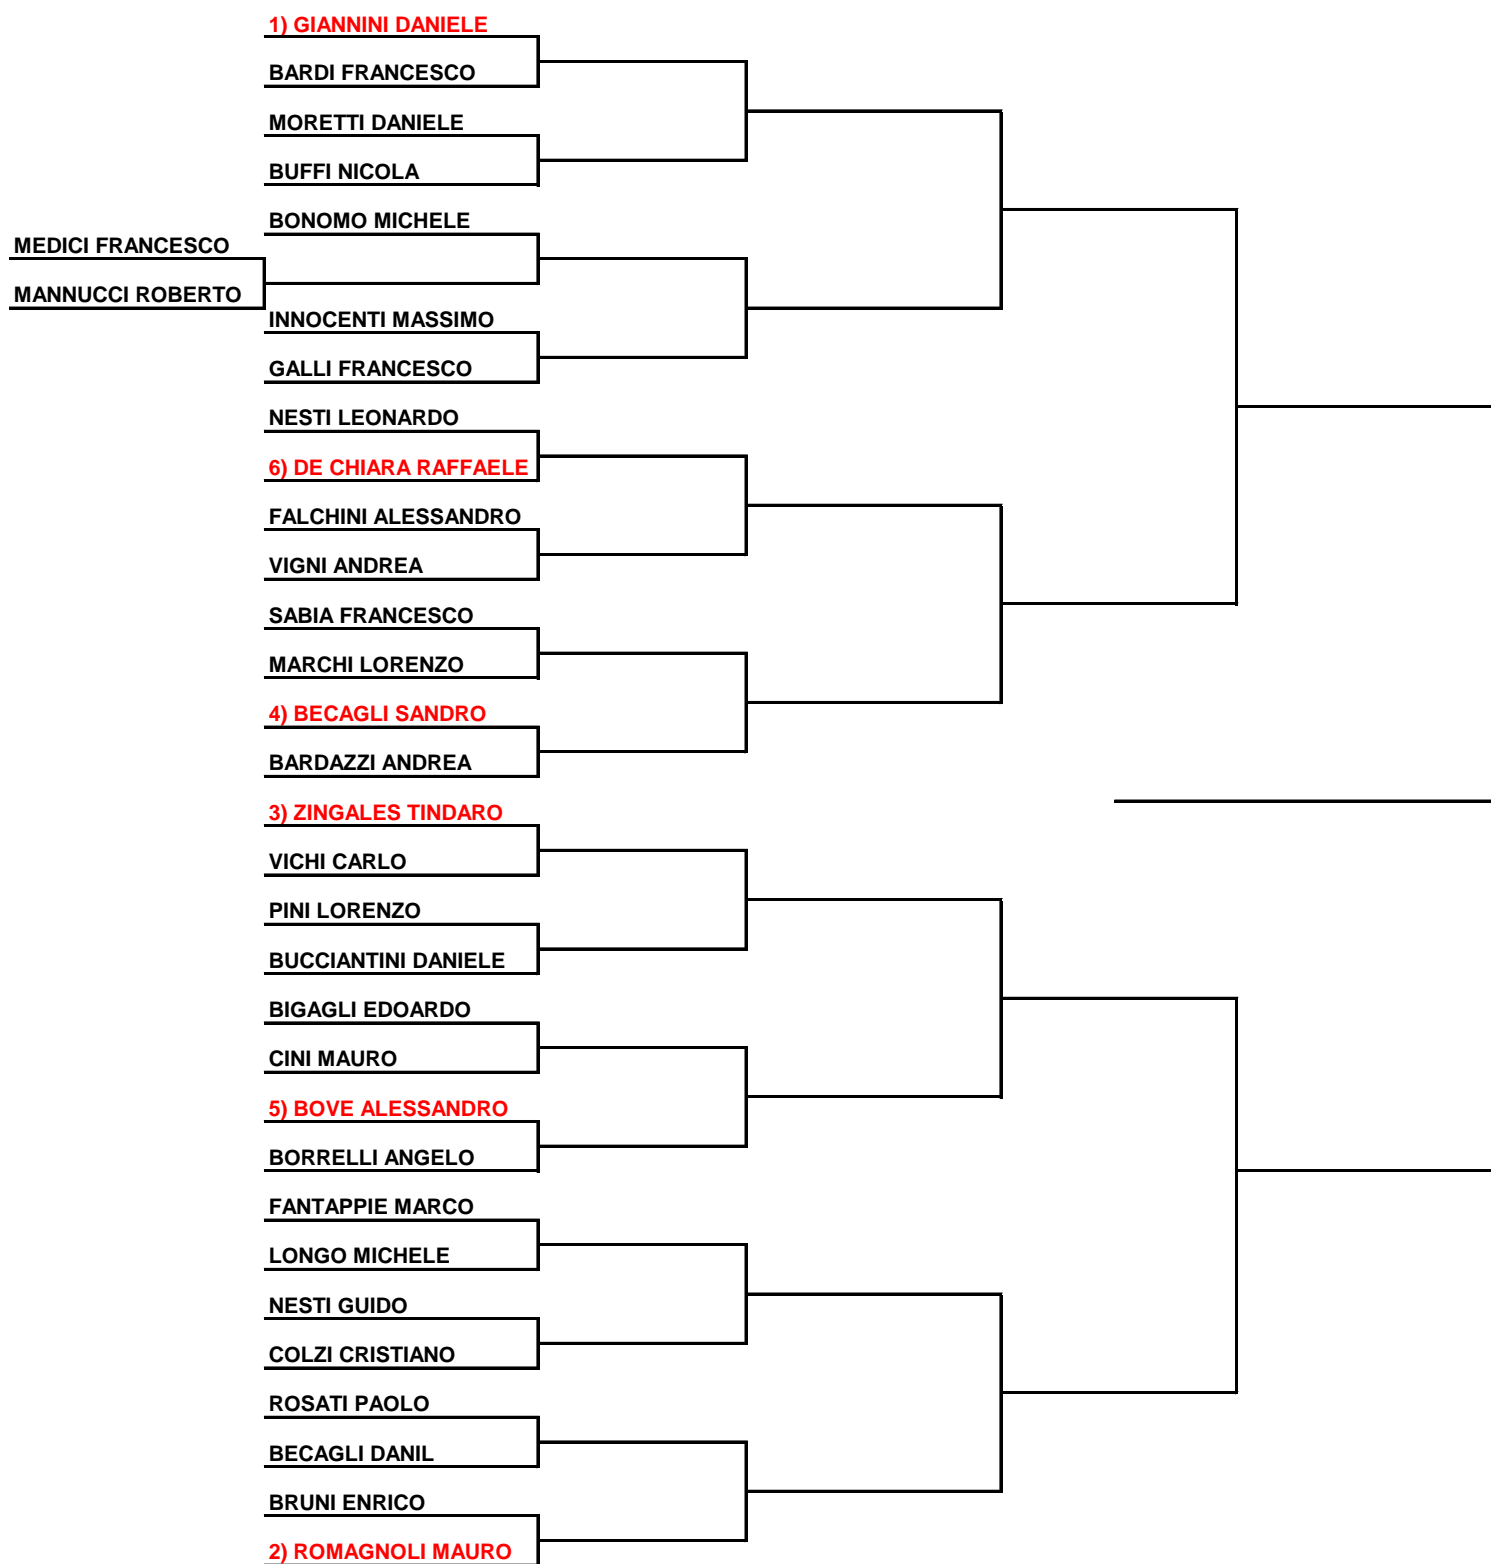 1) GIANNINI DANIELE
BARDI FRANCESCO
MORETTI DANIELE
BUFFI NICOLA
BONOMO MICHELE
MEDICI FRANCESCO
MANNUCCI ROBERTO
INNOCENTI MASSIMO
GALLI FRANCESCO
NESTI LEONARDO
6) DE CHIARA RAFFAELE
FALCHINI ALESSANDRO
VIGNI ANDREA
SABIA FRANCESCO
MARCHI LORENZO
4) BECAGLI SANDRO
BARDAZZI ANDREA
3) ZINGALES TINDARO
VICHI CARLO
PINI LORENZO
BUCCIANTINI DANIELE
BIGAGLI EDOARDO
CINI MAURO
5) BOVE ALESSANDRO
BORRELLI ANGELO
FANTAPPIE MARCO
LONGO MICHELE
NESTI GUIDO
COLZI CRISTIANO
ROSATI PAOLO
BECAGLI DANIL
BRUNI ENRICO
2) ROMAGNOLI MAURO